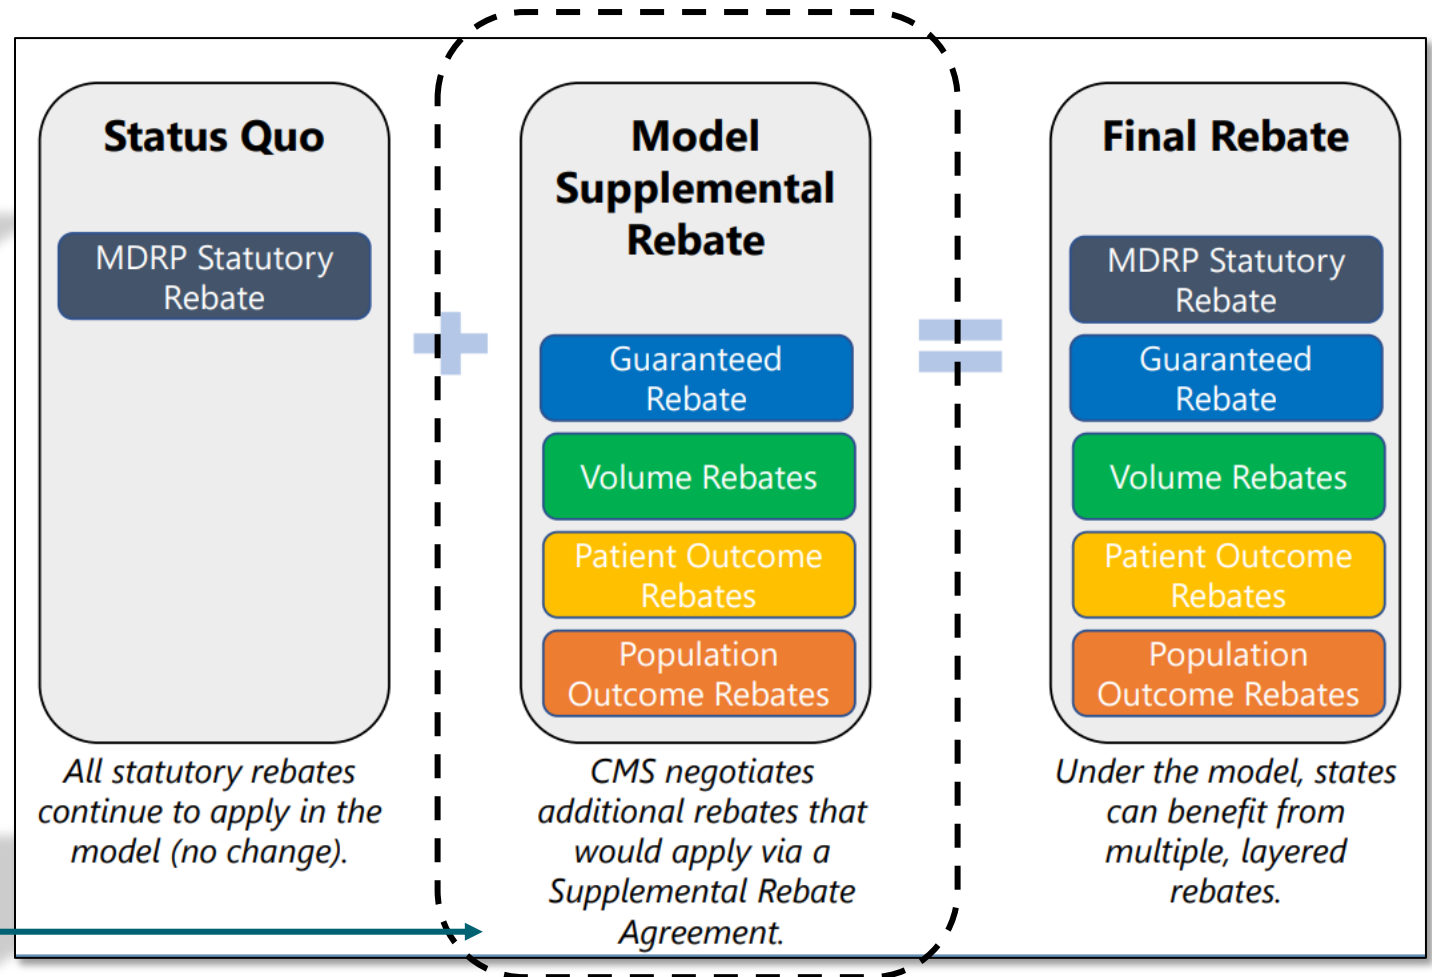 Status Quo
MDRP Statutory
Rebate
All statutory rebates
continue to apply in the
model (no change).
Model
Supplemental
Rebate
Guaranteed
Rebate
Volume Rebates
Patient Outcome
Rebates
Population
Outcome Rebates
CMS negotiates
additional rebates that
would apply via a
Supplemental Rebate
Agreement.
Final Rebate
MDRP Statutory
Rebate
Guaranteed
Rebate
Volume Rebates
Patient Outcome
Rebates
Population
Outcome Rebates
Under the model, states
can benefit from
multiple, layered
rebates.